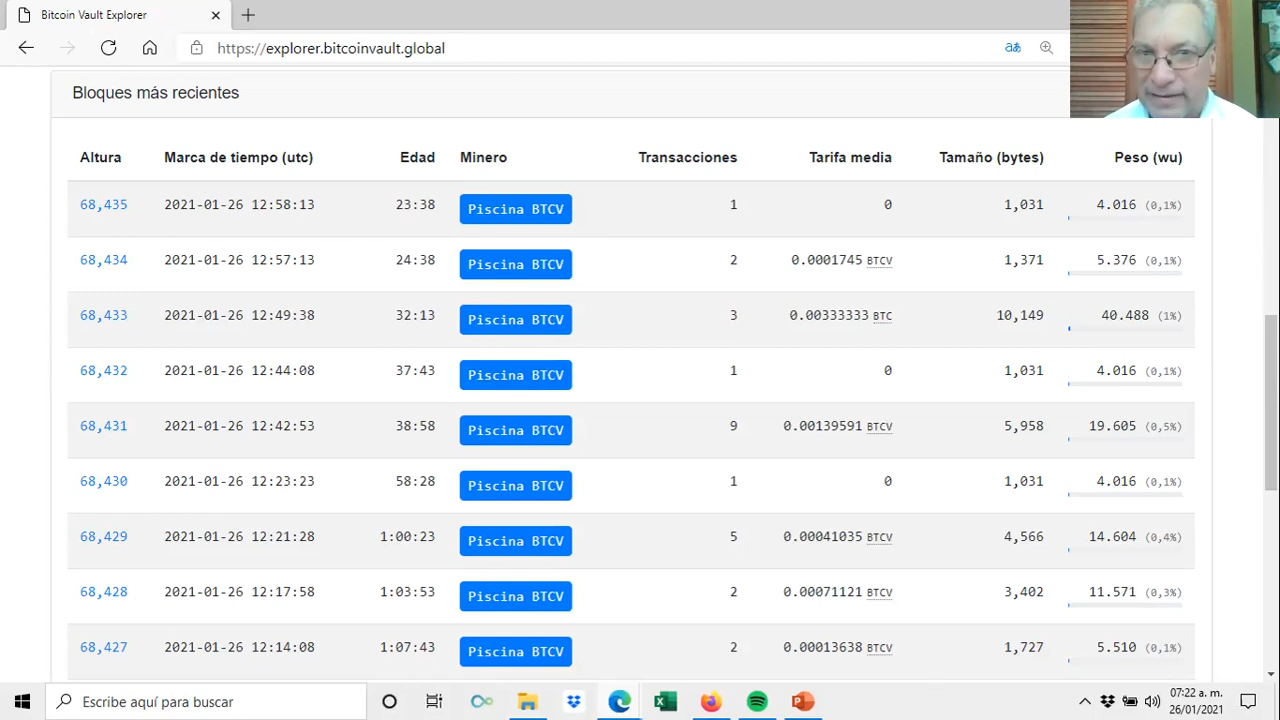 Bitcoin Vault Explorer
https://explorer.bitcoinvault.global
Bloques más recientes
Altura Marca de tiempo (utc) Edad Minero Transacciones Tarifa media Tamaño (bytes) Peso (wu)
68,435 2021-01-26 12:58:13 23:38 Piscina BTCV 1 0 1,031 4.016 (0,1%)
68,434 2021-01-26 12:57:13 24:38 Piscina BTCV 2 0.0001745 BTCV 1,371 5.376 (0,1%)
68,433 2021-01-26 12:49:38 32:13 Piscina BTCV 3 0.00333333 BTC 10,149 40.488 (1%)
68,432 2021-01-26 12:44:08 37:43 Piscina BTCV 1 0 1,031 4.016 (0,1%)
68,431 2021-01-26 12:42:53 38:58 Piscina BTCV 9 0.00139591 BTCV 5,958 19.605 (0,5%)
68,430 2021-01-26 12:23:23 58:28 Piscina BTCV 1 0 1,031 4.016 (0,1%)
68,429 2021-01-26 12:21:28 1:00:23 Piscina BTCV 5 0.00041035 BTCV 4,566 14.604 (0,4%)
68,428 2021-01-26 12:17:58 1:03:53 Piscina BTCV 2 0.00071121 BTCV 3,402 11.571 (0,3%)
68,427 2021-01-26 12:14:08 1:07:43 Piscina BTCV 2 0.00013638 BTCV 1,727 5.510 (0,1%)
Escribe aquí para buscar
07:22 a. m.
26/01/2021